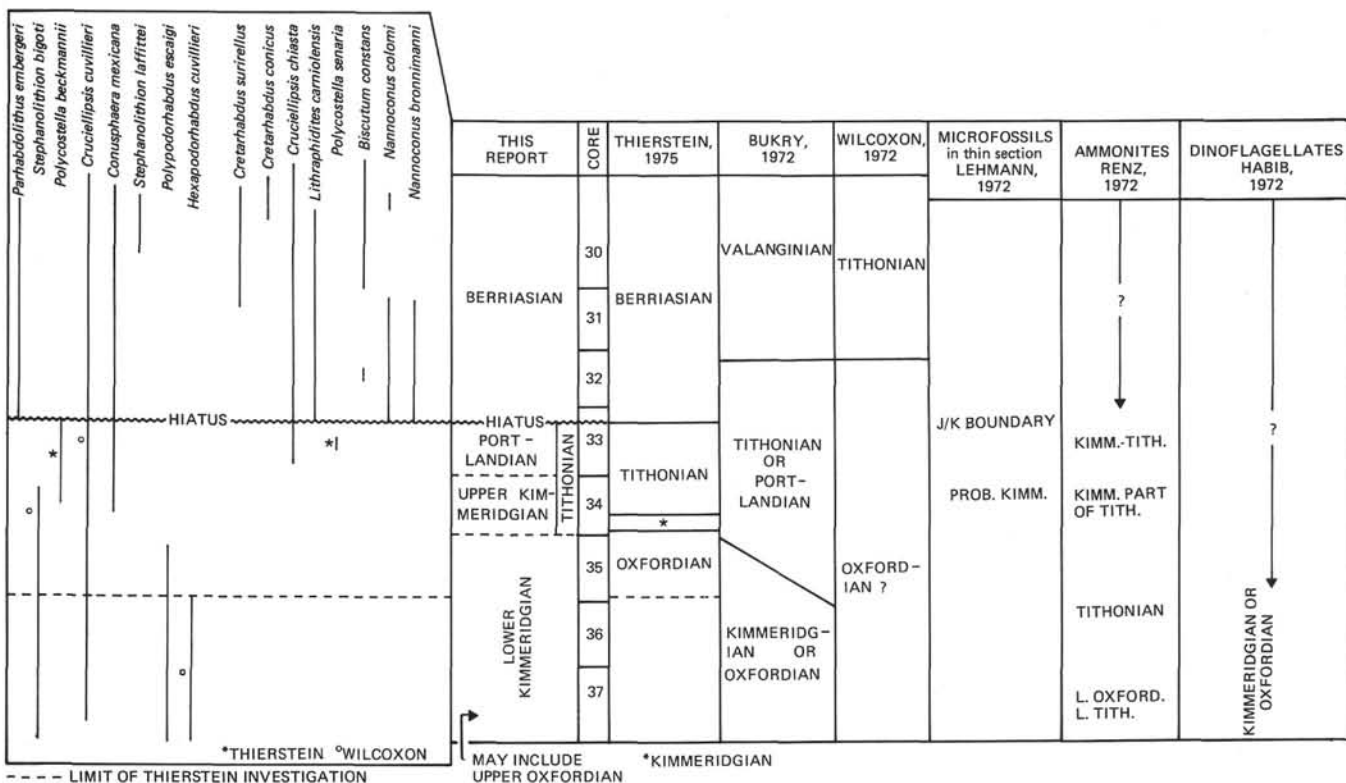 Parhabdolithus embergeri
Stephanolithion bigoti
Polycostella beckmannii
Cruciellipsis cuvillieri
Conusphaera mexicana
Stephanolithion laffittei
Polypodorhabdus escaigi
Hexapodorhabdus cuvillieri
Cretarhabdus surirellus
Cretarhabdus conicus
Cruciellipsis chiasta
Lithraphidites carniolensis
Polycostella senaria
Biscutum constans
Nannoconus colomi
Nannoconus bronnimanni
HIATUS
*
o
o
*
o
*THIERSTEIN oWILCOXON
---- LIMIT OF THIERSTEIN INVESTIGATION
THIS
REPORT
BERRIASIAN
HIATUS
PORT-
LANDIAN
UPPER KIM-
MERIDGIAN
TITHONIAN
LOWER
KIMMERIDGIAN
MAY INCLUDE
UPPER OXFORDIAN
CORE
30
31
32
33
34
35
36
37
THIERSTEIN,
1975
BERRIASIAN
TITHONIAN
*
OXFORDIAN
*KIMMERIDGIAN
BUKRY,
1972
VALANGINIAN
TITHONIAN
OR
PORT-
LANDIAN
KIMMERIDG-
IAN OR
OXFORDIAN
WILCOXON,
1972
TITHONIAN
OXFORD-
IAN ?
MICROFOSSILS
in thin section
LEHMANN,
1972
J/K BOUNDARY
PROB. KIMM.
AMMONITES
RENZ,
1972
?
KIMM.-TITH.
KIMM. PART
OF TITH.
TITHONIAN
L. OXFORD.
L. TITH.
DINOFLAGELLATES
HABIB,
1972
?
KIMMERIDGIAN OR
OXFORDIAN